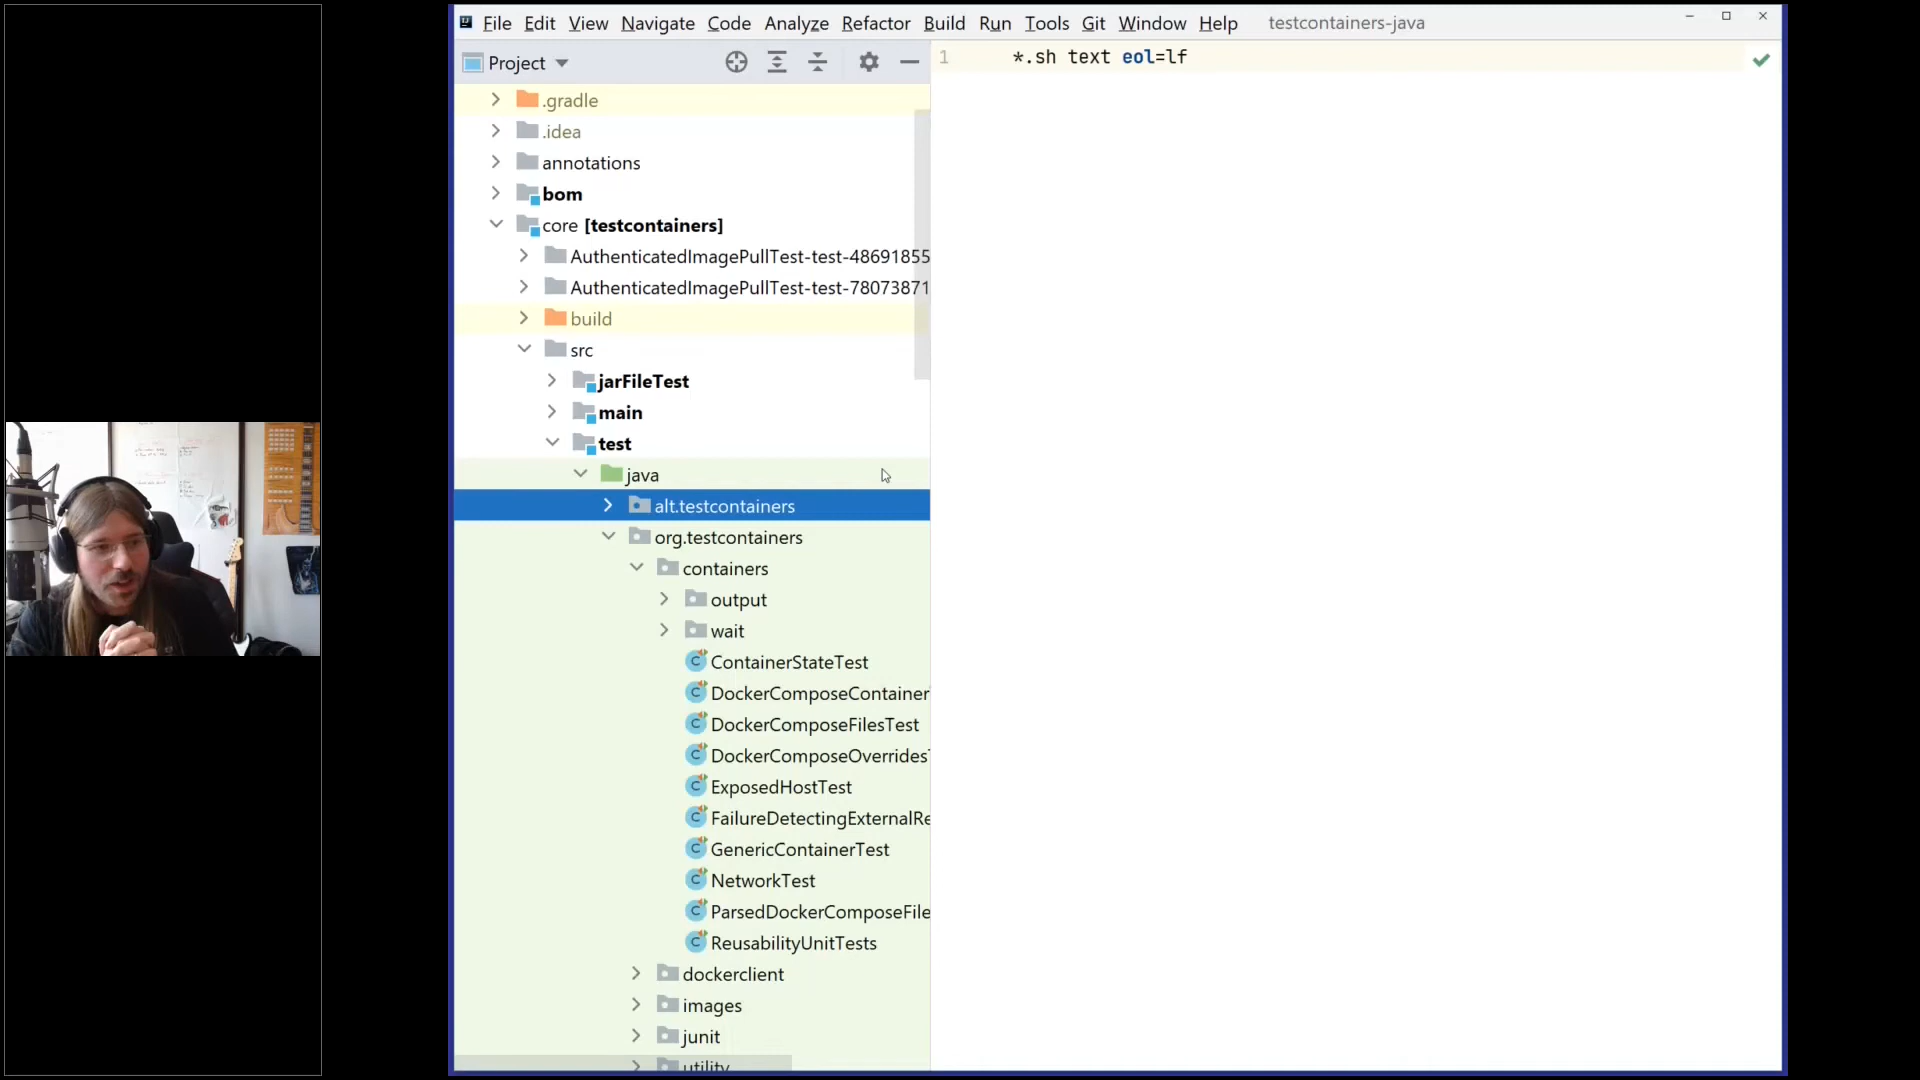 File Edit View Navigate Code Analyze Refactor Build Run Tools Git Window Help testcontainers-java
Project
.gradle
.idea
annotations
bom
core [testcontainers]
AuthenticatedImagePullTest-test-48691855
AuthenticatedImagePullTest-test-78073871
build
src
jarFileTest
main
test
java
alt.testcontainers
org.testcontainers
containers
output
wait
ContainerStateTest
DockerComposeContainer
DockerComposeFilesTest
DockerComposeOverridesT
ExposedHostTest
FailureDetectingExternalRe
GenericContainerTest
NetworkTest
ParsedDockerComposeFile
ReusabilityUnitTests
dockerclient
images
junit
utility
1 *.sh text eol=lf